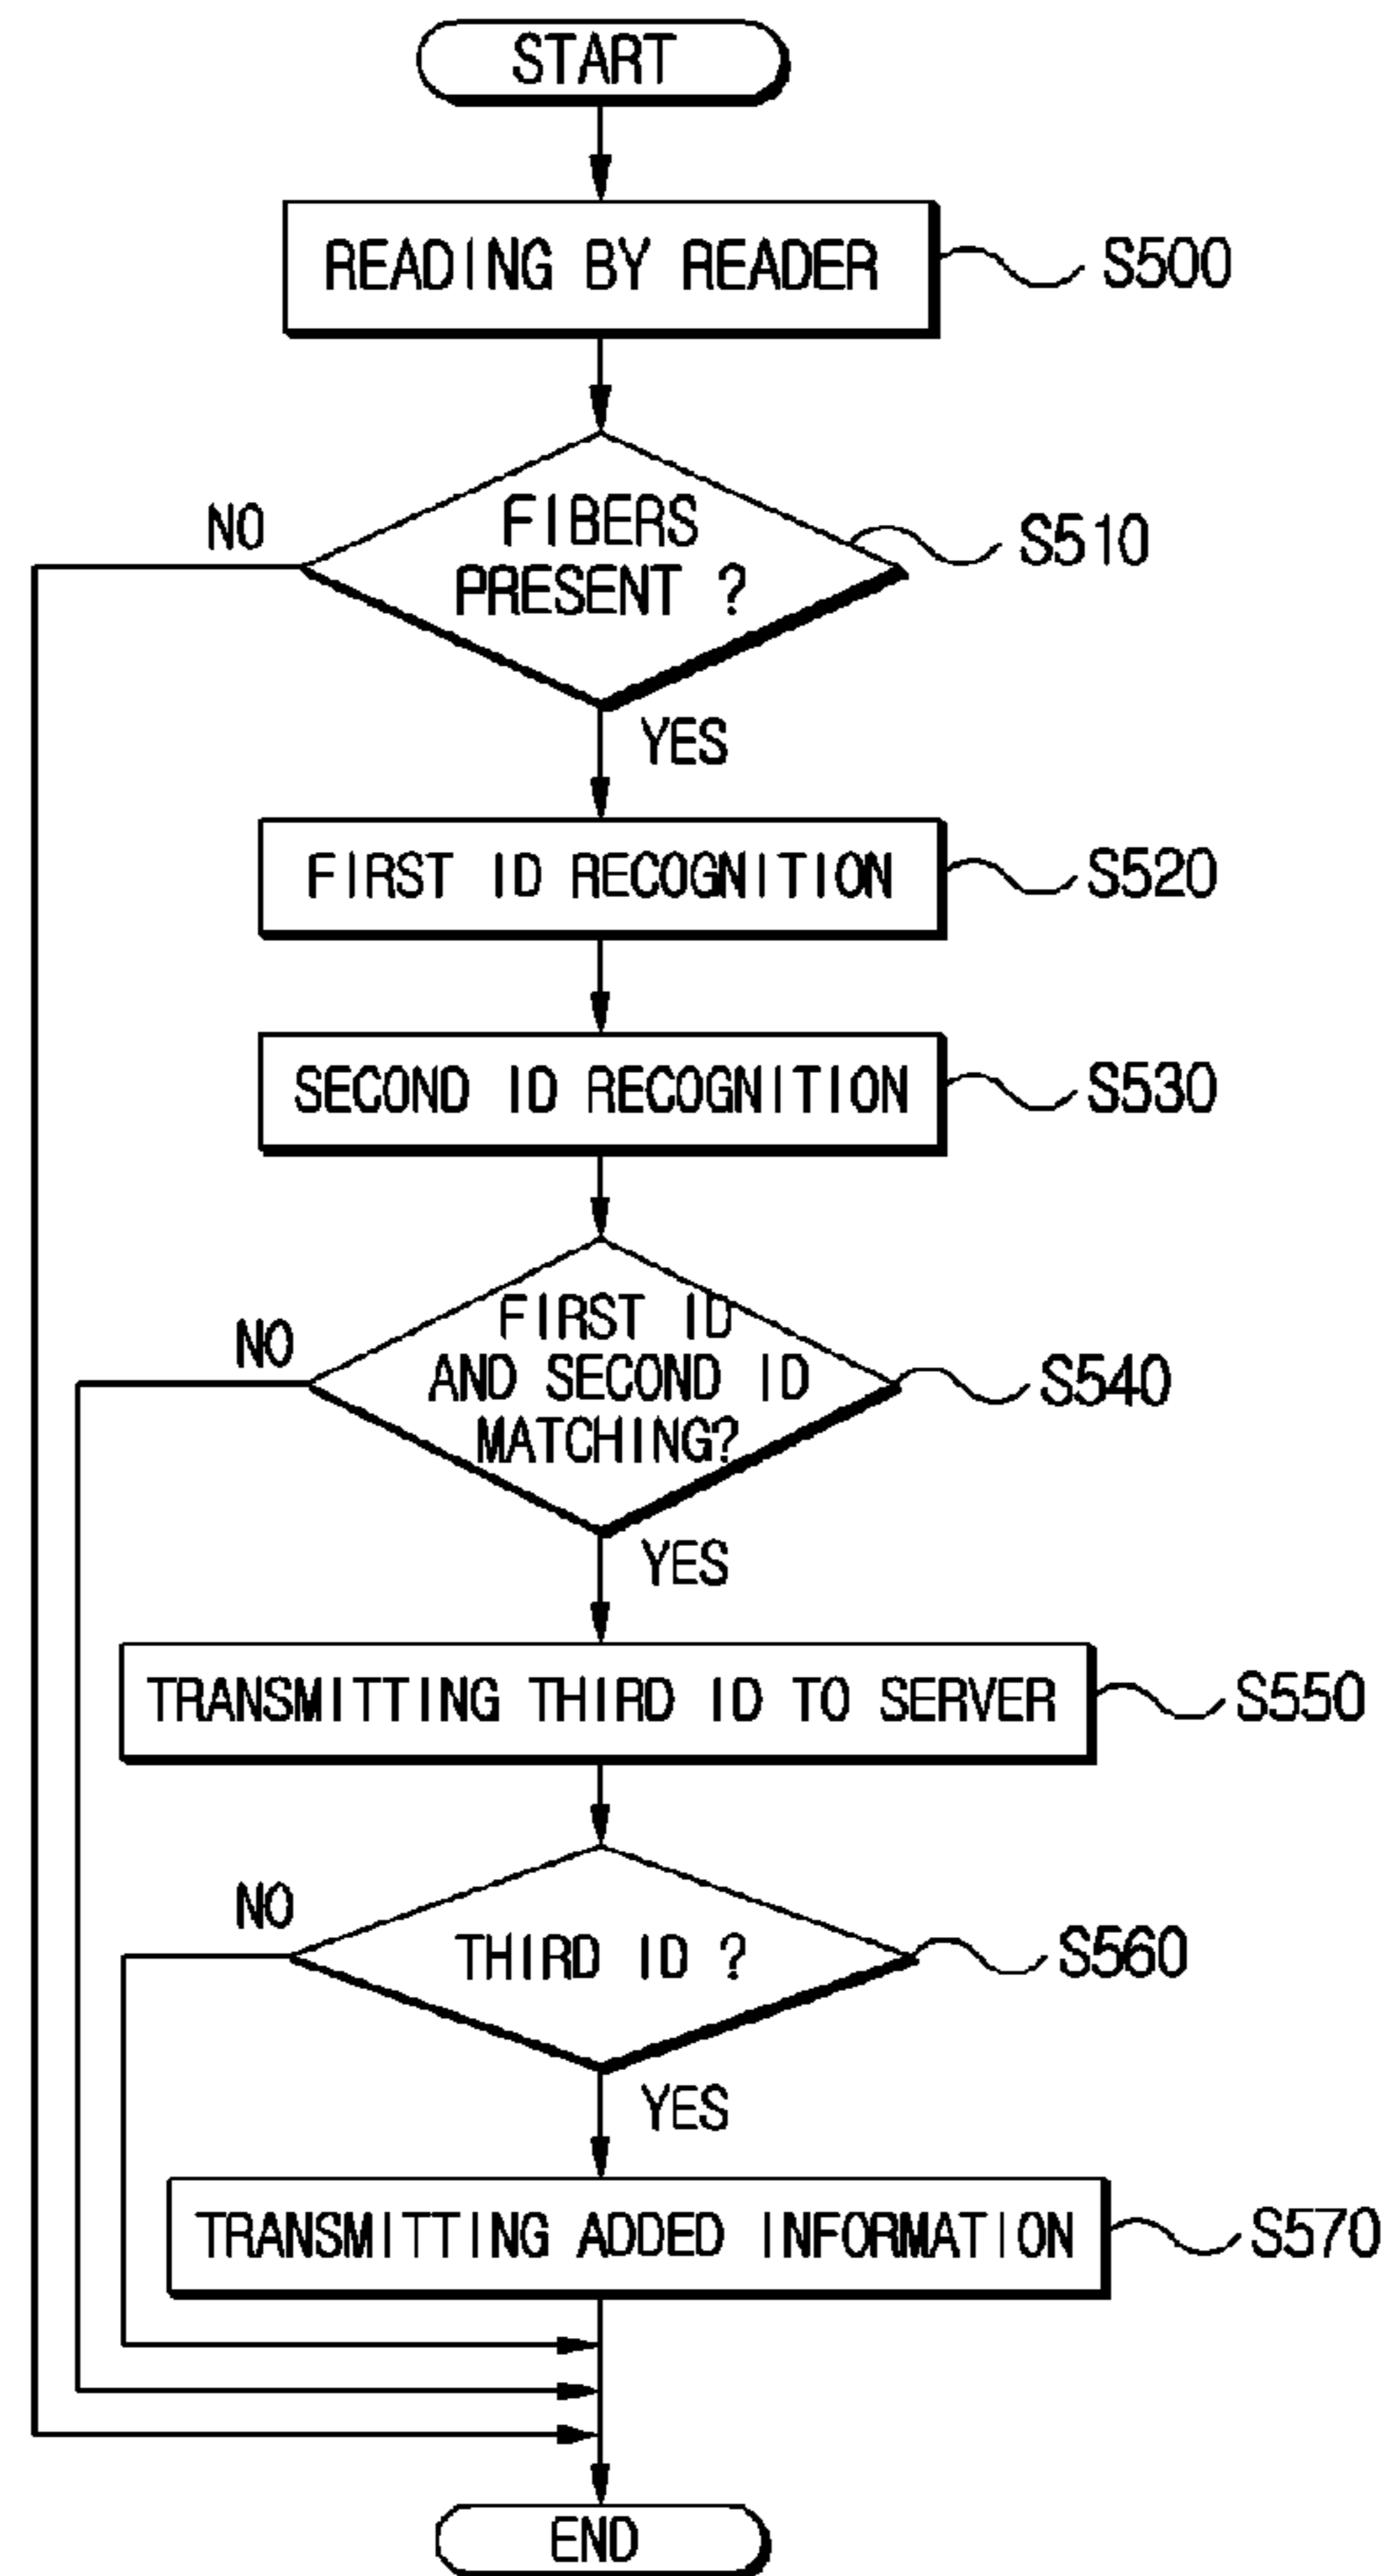 START
READING BY READER
S500
NO
FIBERS
PRESENT ?
S510
YES
FIRST ID RECOGNITION
S520
SECOND ID RECOGNITION
S530
NO
FIRST ID
AND SECOND ID
MATCHING?
S540
YES
TRANSMITTING THIRD ID TO SERVER
S550
NO
THIRD ID ?
S560
YES
TRANSMITTING ADDED INFORMATION
S570
END